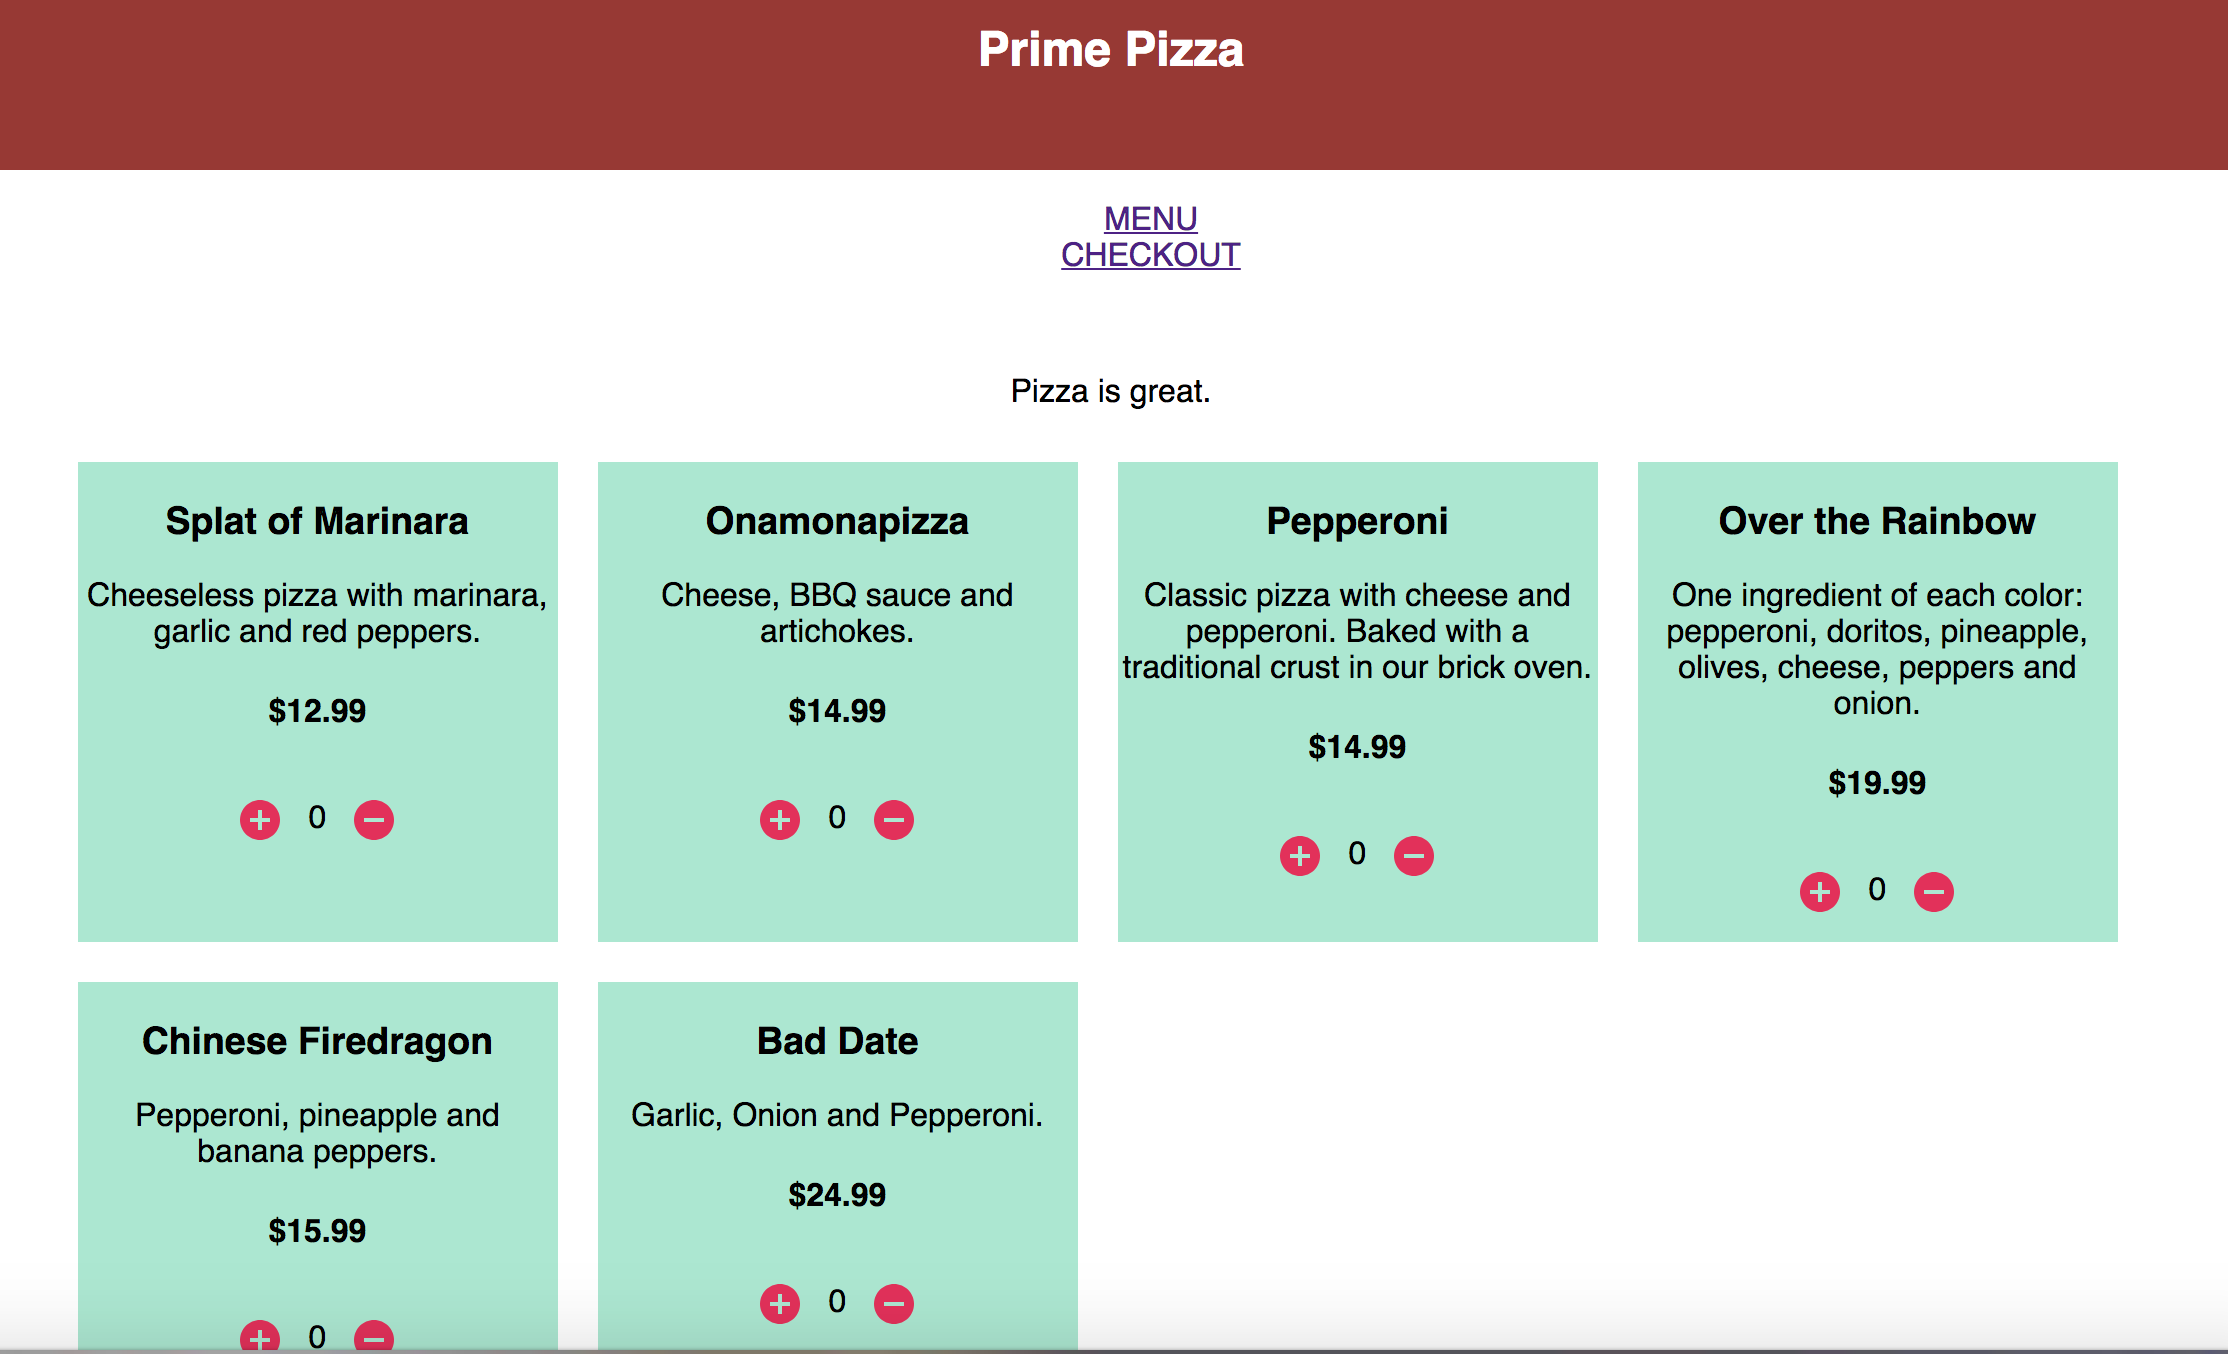 Prime Pizza
MENU
CHECKOUT
Pizza is great.
Splat of Marinara
Cheeseless pizza with marinara,
garlic and red peppers.
$12.99
0
Onamonapizza
Cheese, BBQ sauce and
artichokes.
$14.99
0
Pepperoni
Classic pizza with cheese and
pepperoni. Baked with a
traditional crust in our brick oven.
$14.99
0
Over the Rainbow
One ingredient of each color:
pepperoni, doritos, pineapple,
olives, cheese, peppers and
onion.
$19.99
0
Chinese Firedragon
Pepperoni, pineapple and
banana peppers.
$15.99
0
Bad Date
Garlic, Onion and Pepperoni.
$24.99
0